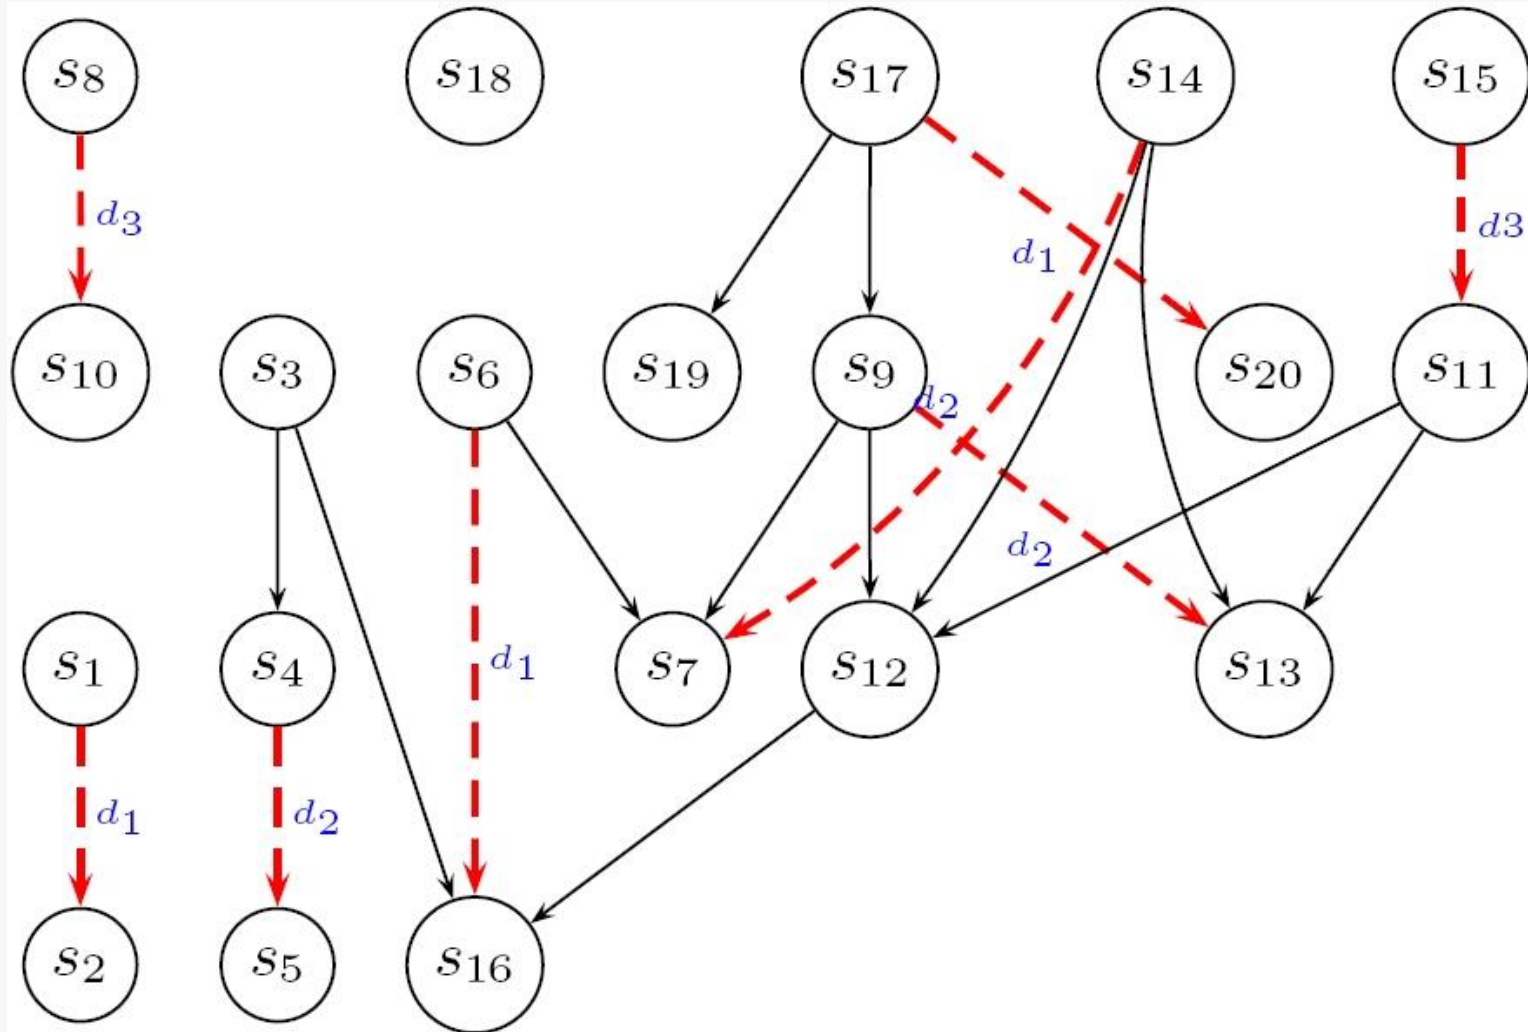 s8 s18 s17 s14 s15
d3 d1 d3
s10 s3 s6 s19 s9 s20 s11
d2
d2
s1 s4 d1 s7 s12 s13
d1 d2
s2 s5 s16